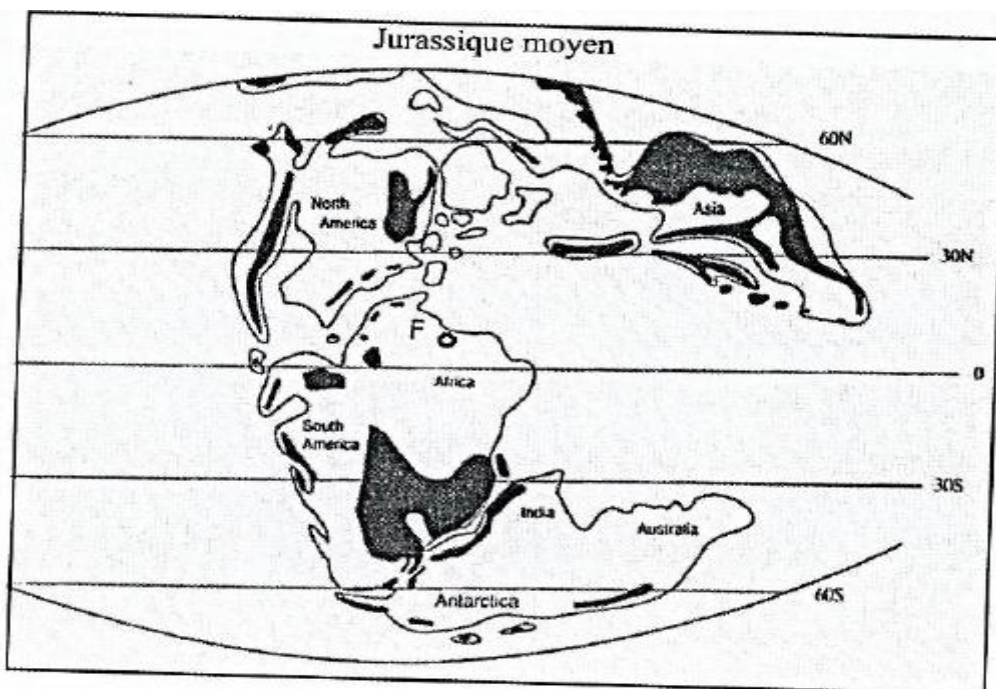 Jurassique moyen
60N
North
America
Asia
30N
F
0
Africa
South
America
30S
India
Australia
Antarctica
60S